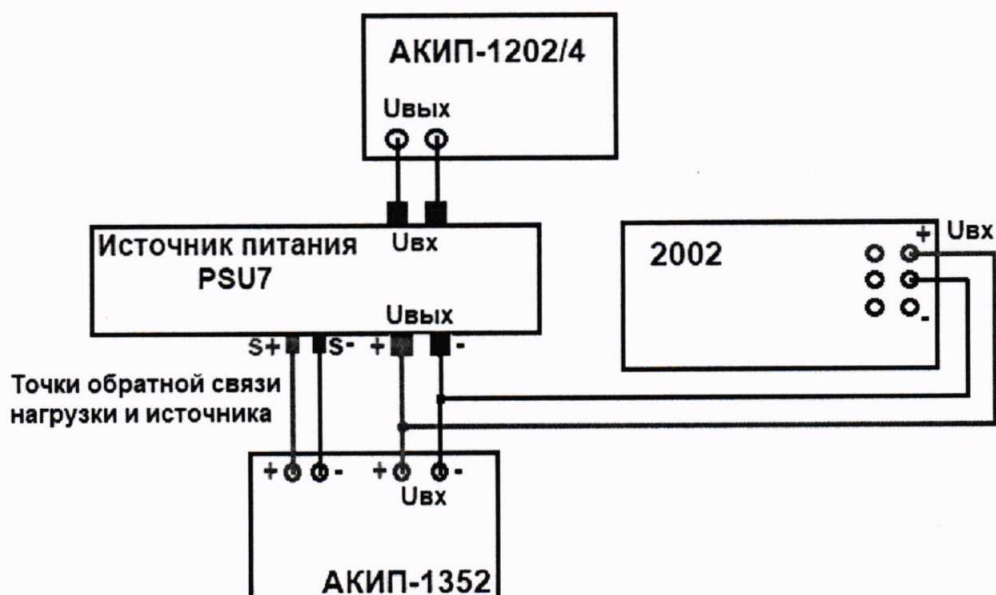 АКИП-1202/4
Uвых
Источник питания
PSU7
Uвх
Uвых
S+ S- + -
2002
+ Uвх
-
Точки обратной связи
нагрузки и источника
+ - + -
Uвх
АКИП-1352